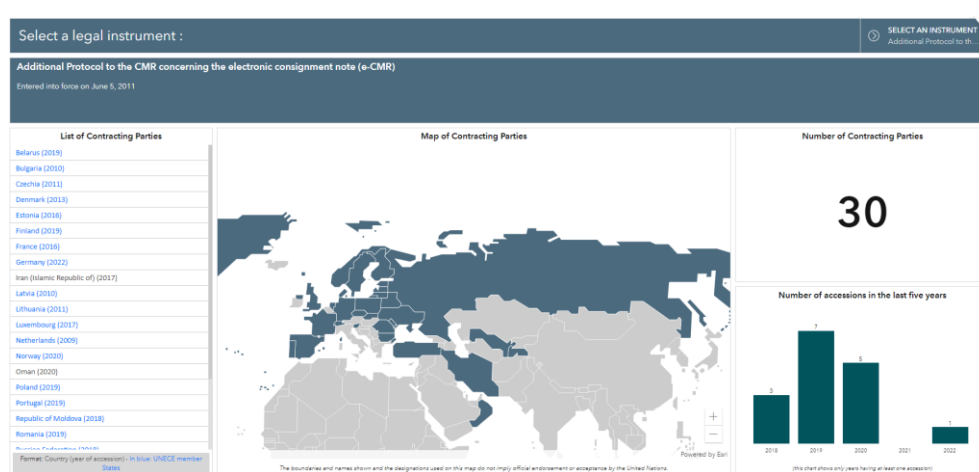 Select a legal instrument :
SELECT AN INSTRUMENT
Additional Protocol to th...
Additional Protocol to the CMR concerning the electronic consignment note (e-CMR)
Entered into force on June 5, 2011
List of Contracting Parties
Belarus (2019)
Bulgaria (2010)
Czechia (2011)
Denmark (2013)
Estonia (2016)
Finland (2019)
France (2016)
Germany (2022)
Iran (Islamic Republic of) (2017)
Latvia (2010)
Lithuania (2011)
Luxembourg (2017)
Netherlands (2009)
Norway (2020)
Oman (2020)
Poland (2019)
Portugal (2019)
Republic of Moldova (2018)
Romania (2019)
Russian Federation (2018)
Format: Country (year of accession) - In blue: UNECE member
States
Map of Contracting Parties
+
−
Powered by Esri
The boundaries and names shown and the designations used on this map do not imply official endorsement or acceptance by the United Nations.
Number of Contracting Parties
30
Number of accessions in the last five years
3
7
5
1
2018 2019 2020 2021 2022
(this chart shows only years having at least one accession)